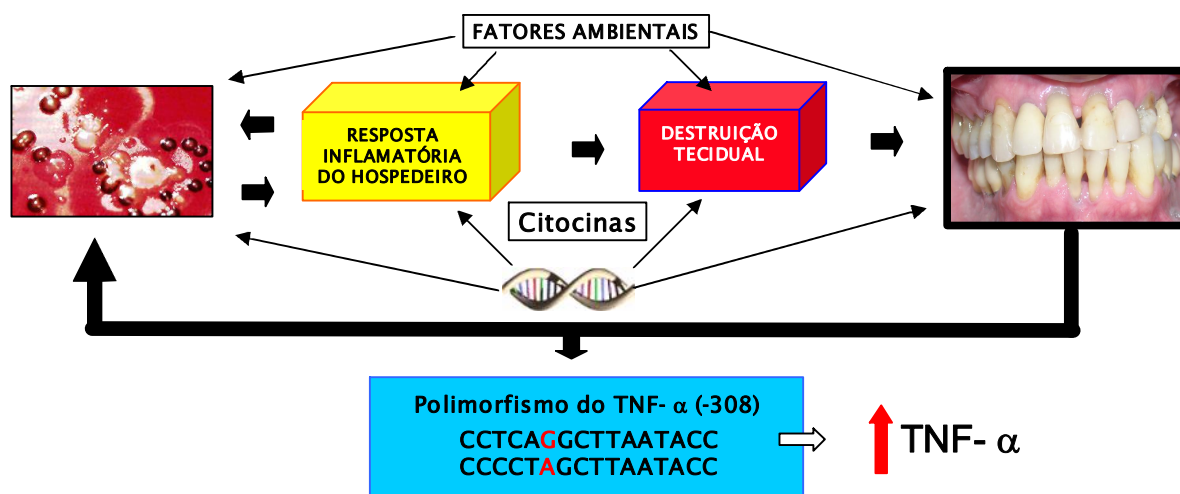 FATORES AMBIENTAIS
RESPOSTA
INFLAMATÓRIA
DO HOSPEDEIRO
DESTRUIÇÃO
TECIDUAL
Citocinas
Polimorfismo do TNF- α (-308)
CCTCAGGCTTAATACC
CCCCTAGCTTAATACC
TNF- α